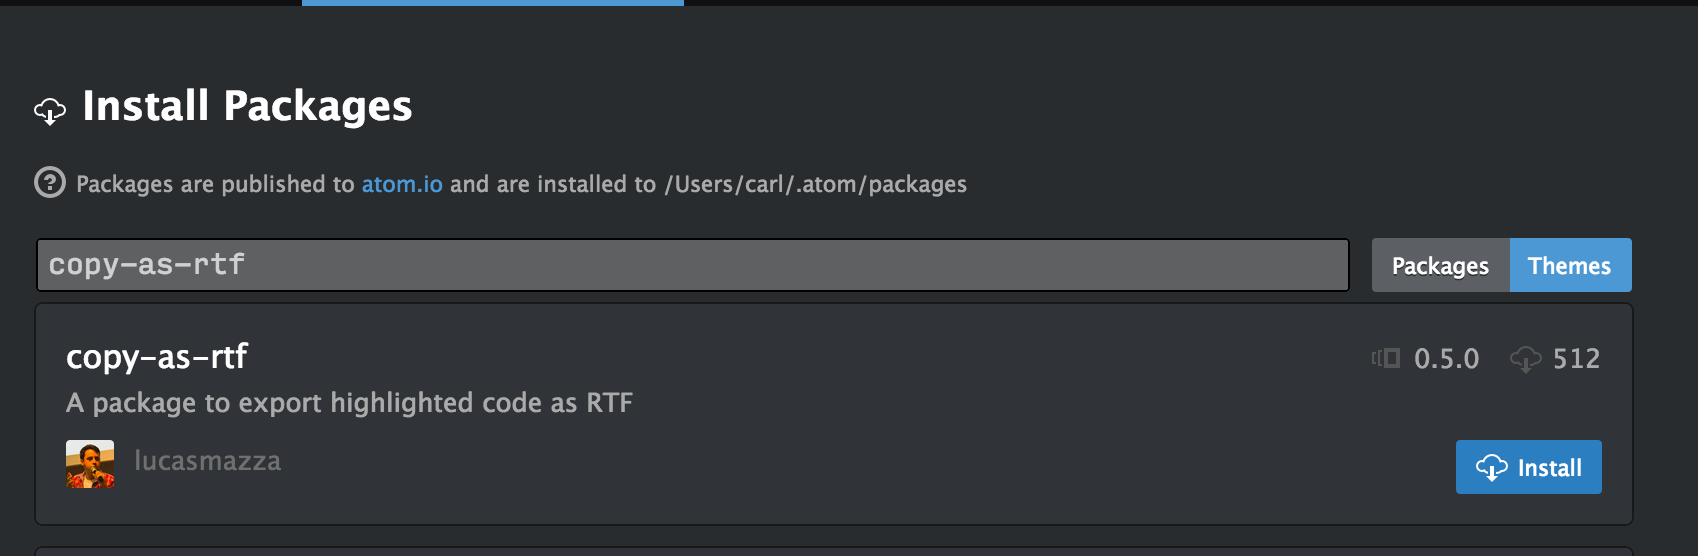 Install Packages
Packages are published to atom.io and are installed to /Users/carl/.atom/packages
copy-as-rtf
Packages Themes
copy-as-rtf
0.5.0 512
A package to export highlighted code as RTF
lucasmazza
Install